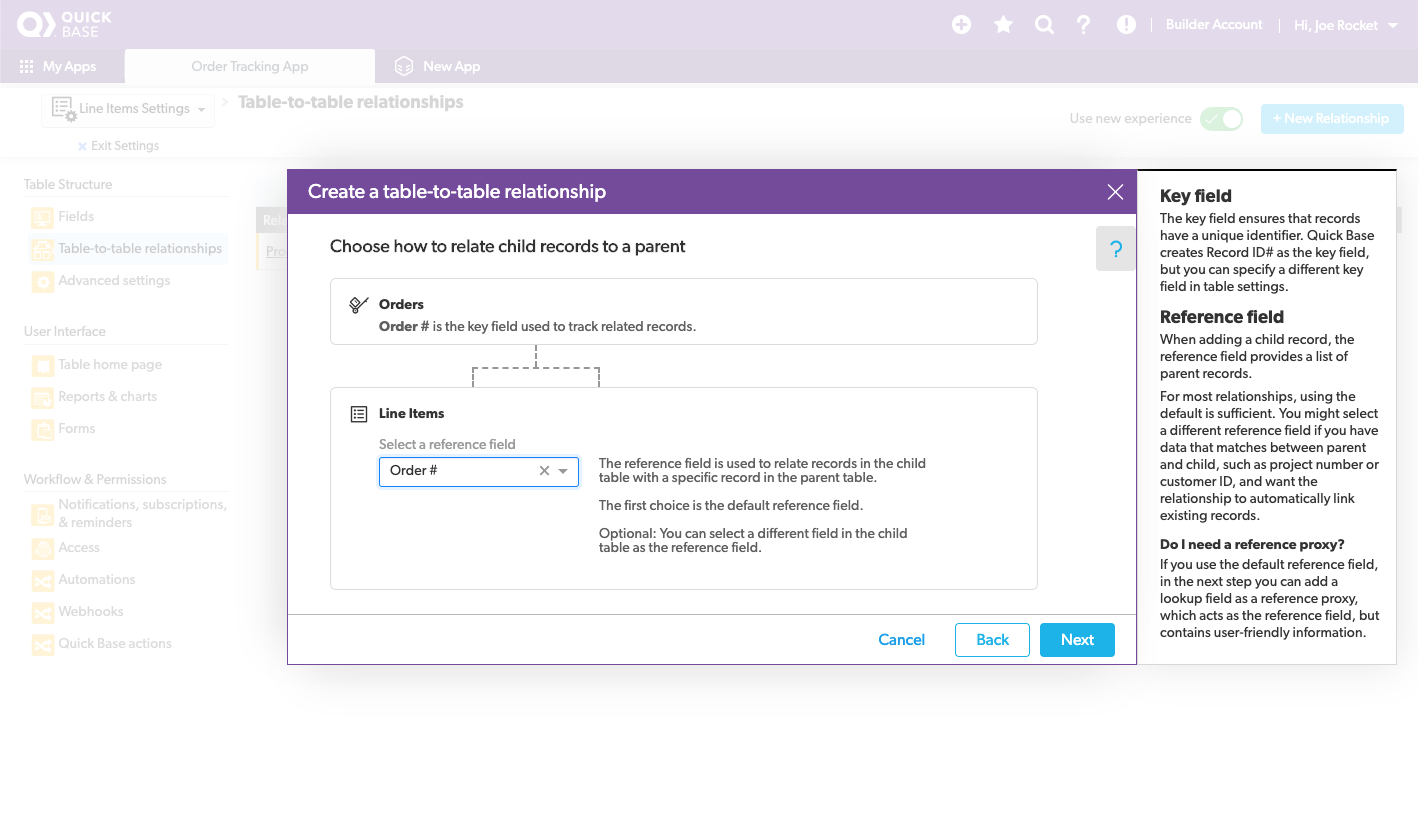 QUICK
BASE
Builder Account
Hi, Joe Rocket
My Apps
Order Tracking App
New App
Line Items Settings
Table-to-table relationships
Use new experience
+ New Relationship
Exit Settings
Table Structure
Fields
Table-to-table relationships
Advanced settings
User Interface
Table home page
Reports & charts
Forms
Workflow & Permissions
Notifications, subscriptions,
& reminders
Access
Automations
Webhooks
Quick Base actions
Create a table-to-table relationship
Choose how to relate child records to a parent
?
Orders
Order # is the key field used to track related records.
Line Items
Select a reference field
Order #
The reference field is used to relate records in the child
table with a specific record in the parent table.
The first choice is the default reference field.
Optional: You can select a different field in the child
table as the reference field.
Cancel
Back
Next
Key field
The key field ensures that records
have a unique identifier. Quick Base
creates Record ID# as the key field,
but you can specify a different key
field in table settings.
Reference field
When adding a child record, the
reference field provides a list of
parent records.
For most relationships, using the
default is sufficient. You might select
a different reference field if you have
data that matches between parent
and child, such as project number or
customer ID, and want the
relationship to automatically link
existing records.
Do I need a reference proxy?
If you use the default reference field,
in the next step you can add a
lookup field as a reference proxy,
which acts as the reference field, but
contains user-friendly information.